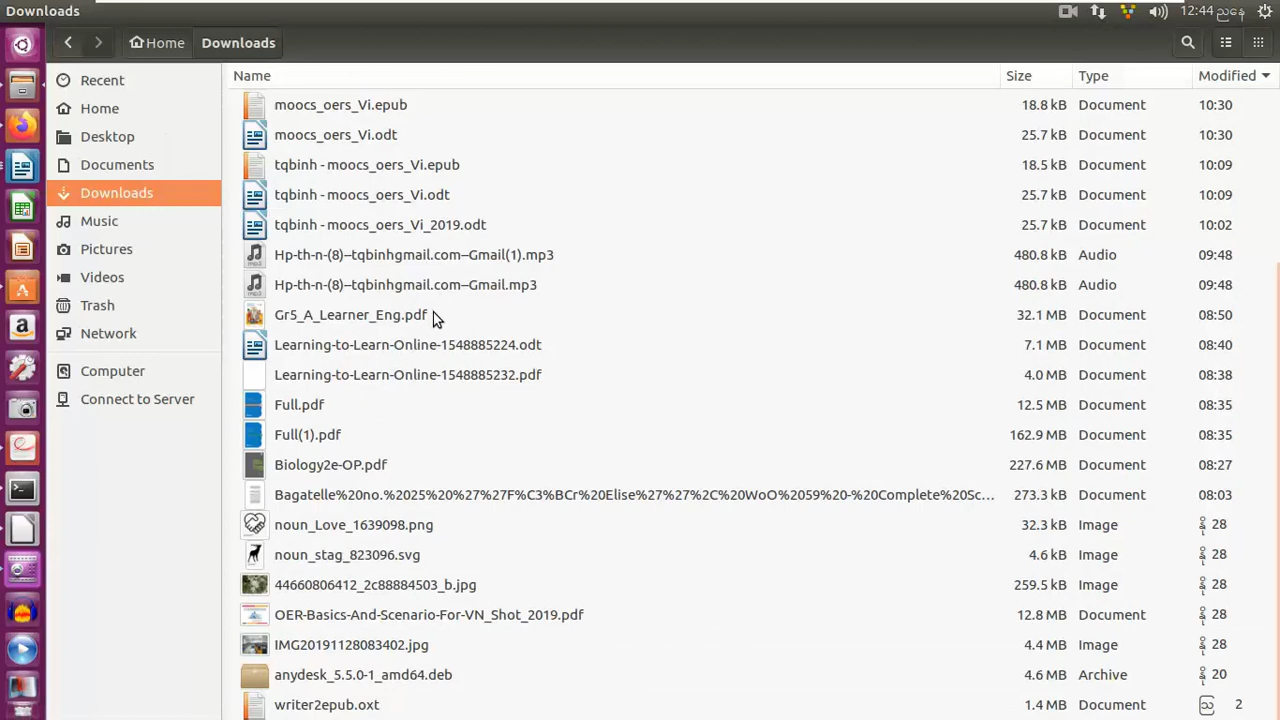 Downloads
12:44 ညနေ
Home
Downloads
Recent
Home
Desktop
Documents
Downloads
Music
Pictures
Videos
Trash
Network
Computer
Connect to Server
Name Size Type Modified
moocs_oers_Vi.epub 18.8 kB Document 10:30
moocs_oers_Vi.odt 25.7 kB Document 10:30
tqbinh - moocs_oers_Vi.epub 18.5 kB Document 10:09
tqbinh - moocs_oers_Vi.odt 25.7 kB Document 10:09
tqbinh - moocs_oers_Vi_2019.odt 25.7 kB Document 10:02
Hp-th-n-(8)--tqbinhgmail.com--Gmail(1).mp3 480.8 kB Audio 09:48
Hp-th-n-(8)--tqbinhgmail.com--Gmail.mp3 480.8 kB Audio 09:48
Gr5_A_Learner_Eng.pdf 32.1 MB Document 08:50
Learning-to-Learn-Online-1548885224.odt 7.1 MB Document 08:40
Learning-to-Learn-Online-1548885232.pdf 4.0 MB Document 08:38
Full.pdf 12.5 MB Document 08:35
Full(1).pdf 162.9 MB Document 08:35
Biology2e-OP.pdf 227.6 MB Document 08:27
Bagatelle%20no.%2025%20%27%27F%C3%BCr%20Elise%27%27%2C%20WoO%2059%20-%20Complete%20Sc... 273.3 kB Document 08:03
noun_Love_1639098.png 32.3 kB Image 28
noun_stag_823096.svg 4.6 kB Image 28
44660806412_2c88884503_b.jpg 259.5 kB Image 28
OER-Basics-And-Scenario-For-VN_Shot_2019.pdf 12.8 MB Document 28
IMG20191128083402.jpg 4.4 MB Image 28
anydesk_5.5.0-1_amd64.deb 4.6 MB Archive 20
writer2epub.oxt 1.4 MB Document 2